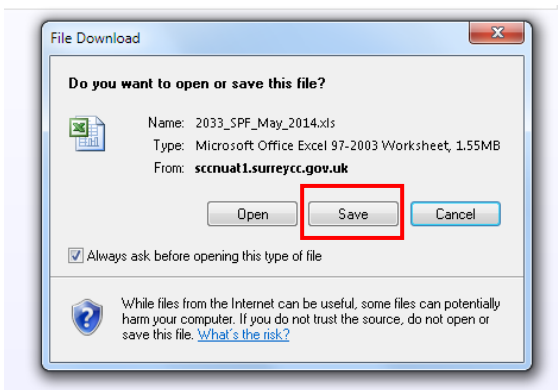 File Download
Do you want to open or save this file?
Name: 2033_SPF_May_2014.xls
Type: Microsoft Office Excel 97-2003 Worksheet, 1.55MB
From: sccnuat1.surreycc.gov.uk
Open Save Cancel
Always ask before opening this type of file
While files from the Internet can be useful, some files can potentially
harm your computer. If you do not trust the source, do not open or
save this file. What's the risk?